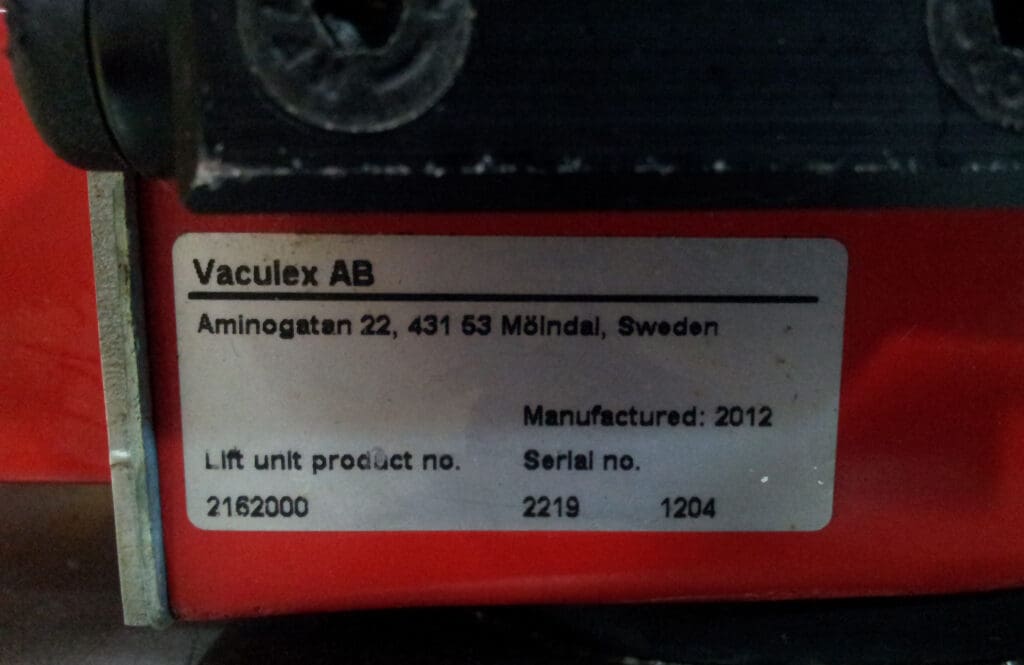 Vaculex AB
Aminogatan 22, 431 53 Mölndal, Sweden
Manufactured: 2012
Lift unit product no. Serial no.
2162000 2219 1204